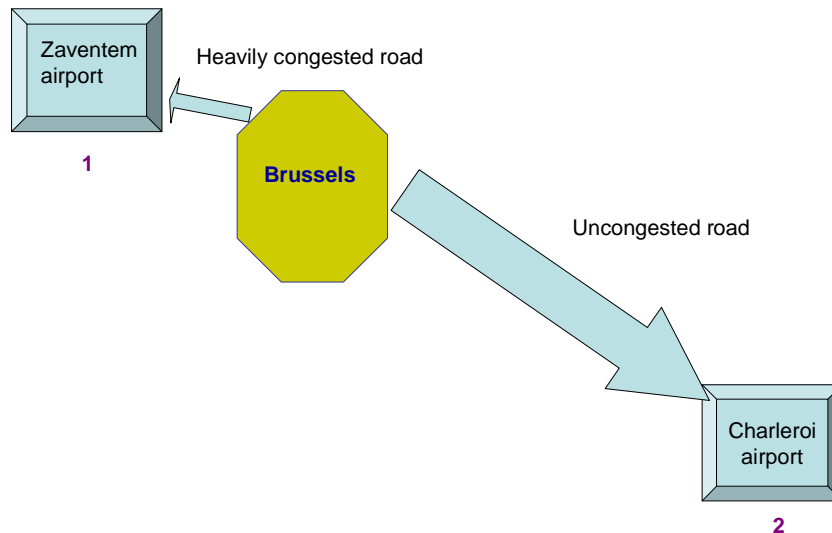 Zaventem
airport
Heavily congested road
1
Brussels
Uncongested road
Charleroi
airport
2